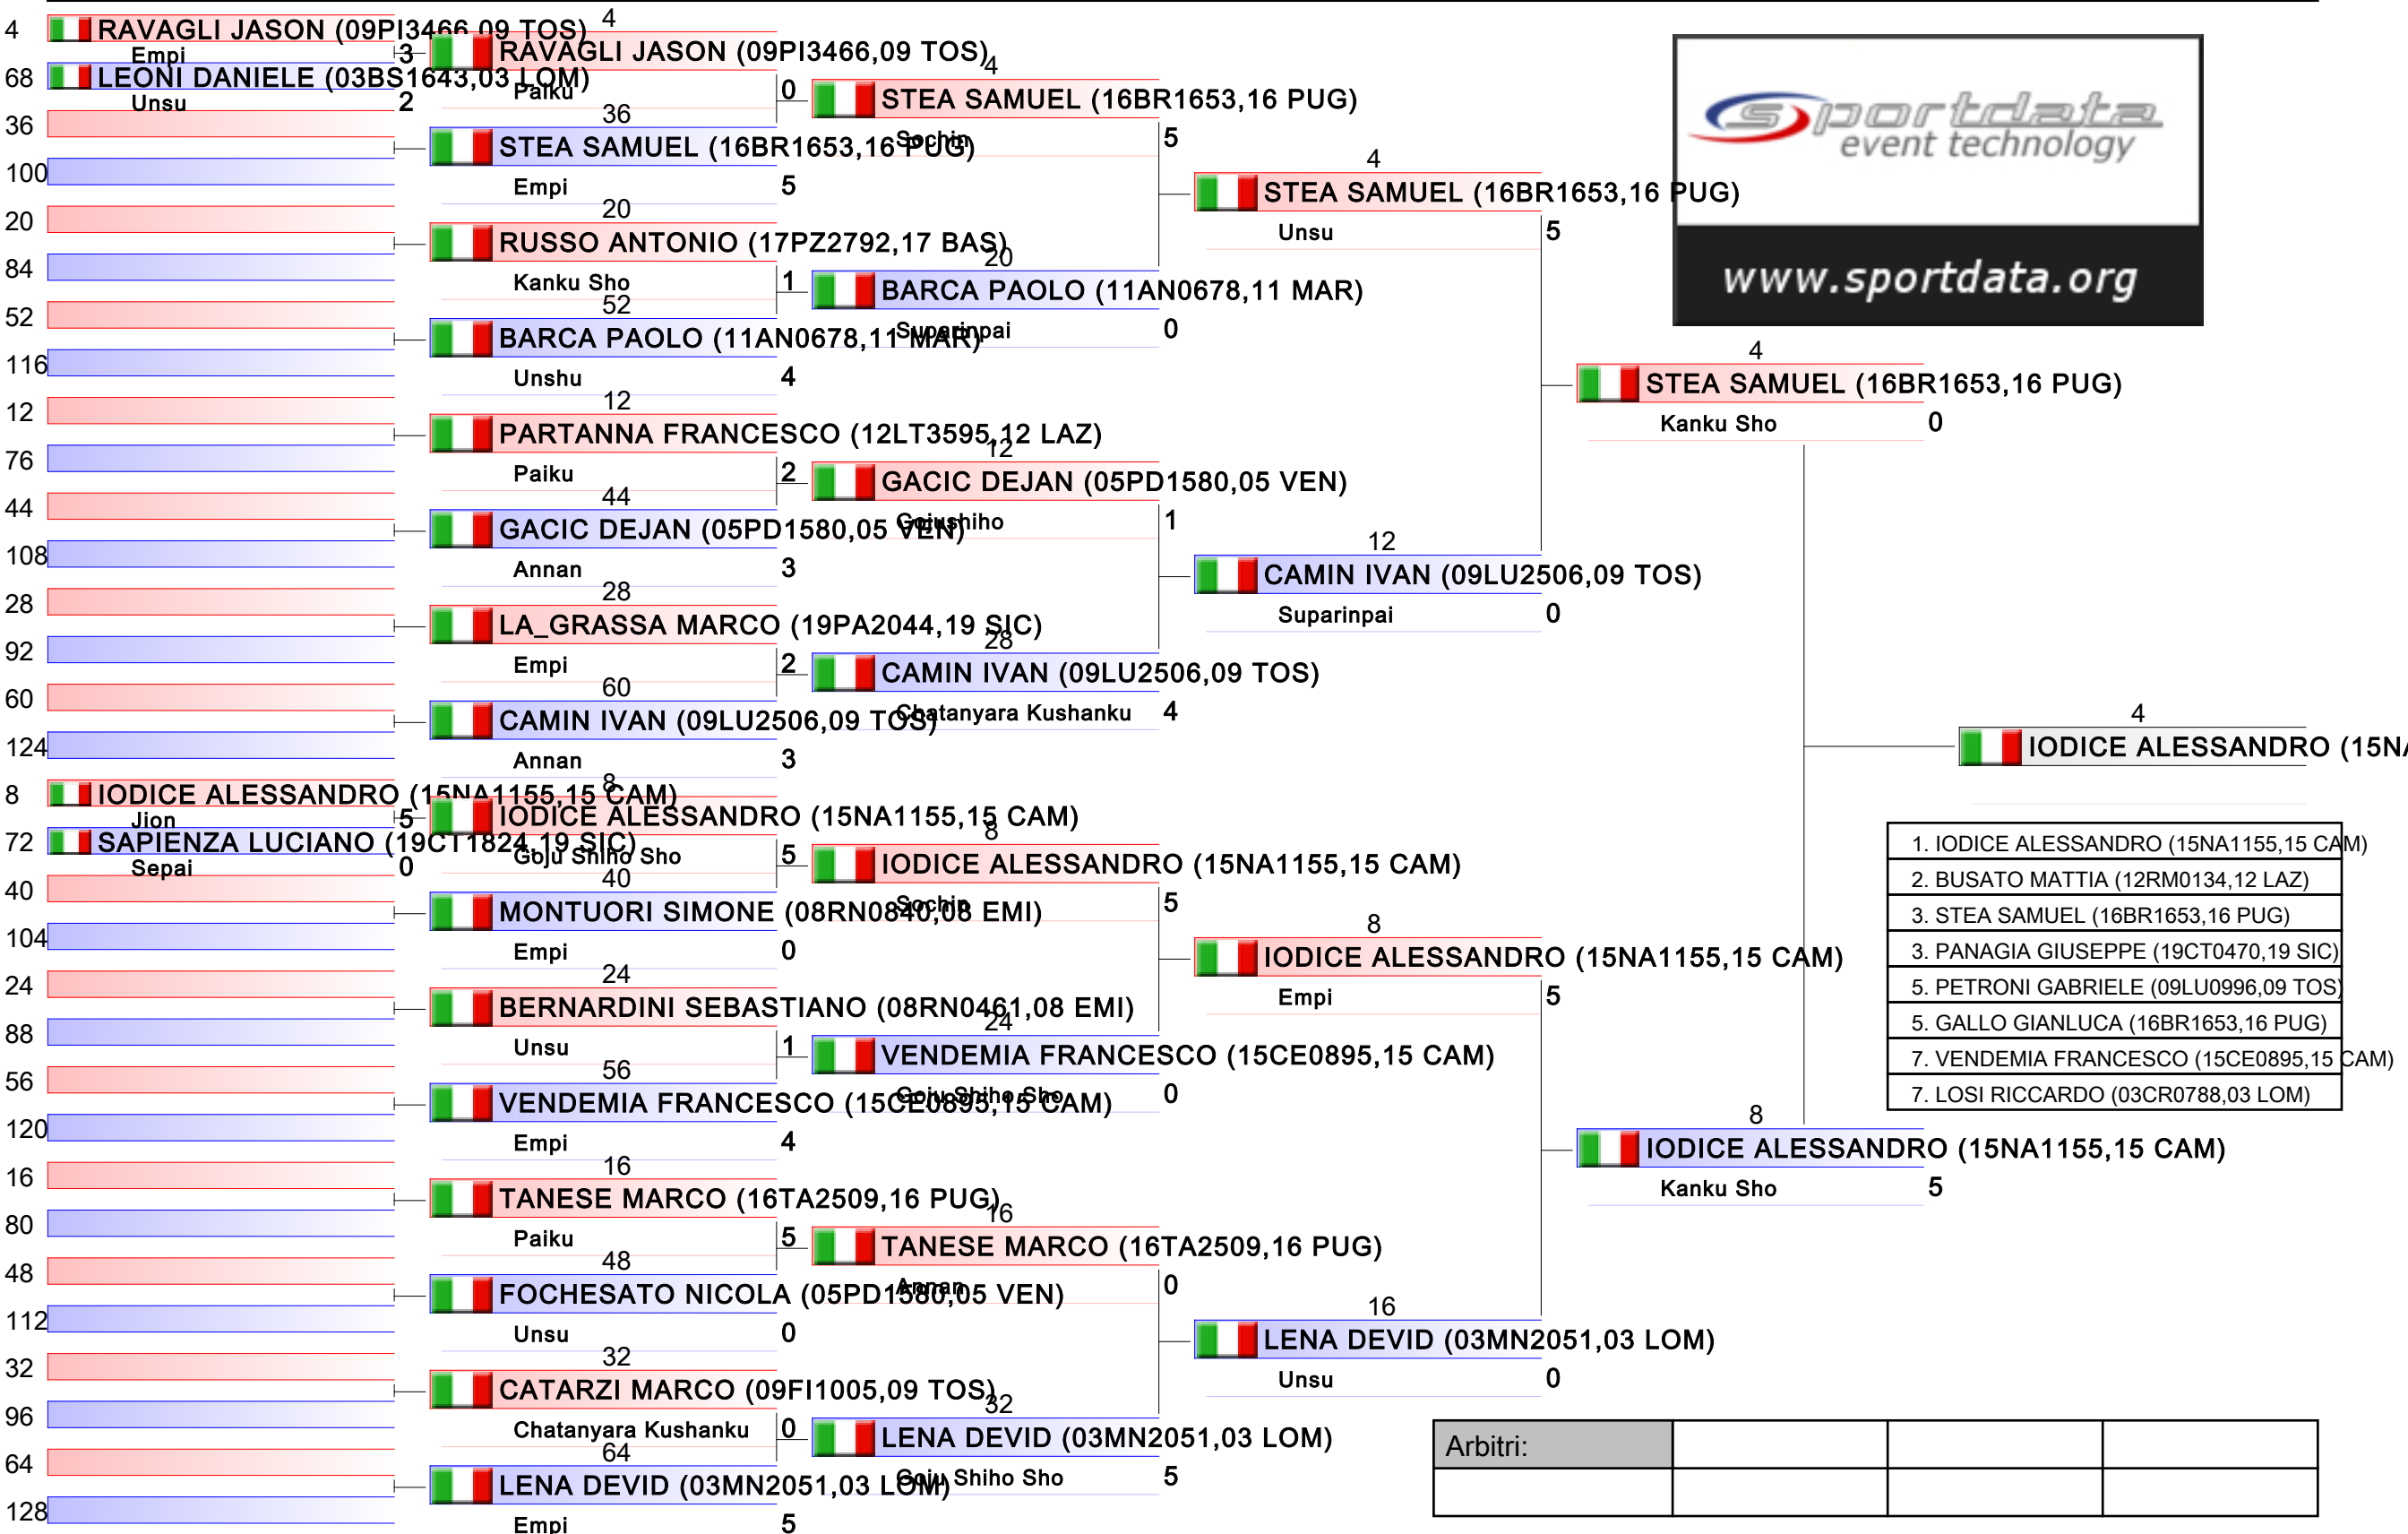 4
RAVAGLI JASON (09PI3466,09 TOS)
Empi
3
68
LEONI DANIELE (03BS1643,03 LOM)
Unsu
2
36
100
20
84
52
116
12
76
44
108
28
92
60
124
8
IODICE ALESSANDRO (15NA1155,15 CAM)
Jion
5
72
SAPIENZA LUCIANO (19CT1824,19 SIC)
Sepai
0
40
104
24
88
56
120
16
80
48
112
32
96
64
128
4
RAVAGLI JASON (09PI3466,09 TOS)
Paiku
0
36
STEA SAMUEL (16BR1653,16 PUG)
Empi
5
20
RUSSO ANTONIO (17PZ2792,17 BAS)
Kanku Sho
1
52
BARCA PAOLO (11AN0678,11 MAR)
Unshu
4
12
PARTANNA FRANCESCO (12LT3595,12 LAZ)
Paiku
2
44
GACIC DEJAN (05PD1580,05 VEN)
Annan
3
28
LA_GRASSA MARCO (19PA2044,19 SIC)
Empi
2
60
CAMIN IVAN (09LU2506,09 TOS)
Annan
3
8
IODICE ALESSANDRO (15NA1155,15 CAM)
Goju Shiho Sho
5
40
MONTUORI SIMONE (08RN0840,08 EMI)
Empi
0
24
BERNARDINI SEBASTIANO (08RN0461,08 EMI)
Unsu
1
56
VENDEMIA FRANCESCO (15CE0895,15 CAM)
Empi
4
16
TANESE MARCO (16TA2509,16 PUG)
Paiku
5
48
FOCHESATO NICOLA (05PD1580,05 VEN)
Unsu
0
32
CATARZI MARCO (09FI1005,09 TOS)
Chatanyara Kushanku
0
64
LENA DEVID (03MN2051,03 LOM)
Empi
5
4
STEA SAMUEL (16BR1653,16 PUG)
Sochin
5
20
BARCA PAOLO (11AN0678,11 MAR)
Suparinpai
0
12
GACIC DEJAN (05PD1580,05 VEN)
Gojushiho
1
28
CAMIN IVAN (09LU2506,09 TOS)
Chatanyara Kushanku
4
8
IODICE ALESSANDRO (15NA1155,15 CAM)
Sochin
5
24
VENDEMIA FRANCESCO (15CE0895,15 CAM)
Goju Shiho Sho
0
16
TANESE MARCO (16TA2509,16 PUG)
Annan
0
32
LENA DEVID (03MN2051,03 LOM)
Goju Shiho Sho
5
4
STEA SAMUEL (16BR1653,16 PUG)
Unsu
5
12
CAMIN IVAN (09LU2506,09 TOS)
Suparinpai
0
8
IODICE ALESSANDRO (15NA1155,15 CAM)
Empi
5
16
LENA DEVID (03MN2051,03 LOM)
Unsu
0
sportdata
event technology
www.sportdata.org
4
STEA SAMUEL (16BR1653,16 PUG)
Kanku Sho
0
8
IODICE ALESSANDRO (15NA1155,15 CAM)
Kanku Sho
5
4
IODICE ALESSANDRO (15NA
1. IODICE ALESSANDRO (15NA1155,15 CAM)
2. BUSATO MATTIA (12RM0134,12 LAZ)
3. STEA SAMUEL (16BR1653,16 PUG)
3. PANAGIA GIUSEPPE (19CT0470,19 SIC)
5. PETRONI GABRIELE (09LU0996,09 TOS)
5. GALLO GIANLUCA (16BR1653,16 PUG)
7. VENDEMIA FRANCESCO (15CE0895,15 CAM)
7. LOSI RICCARDO (03CR0788,03 LOM)
Arbitri: